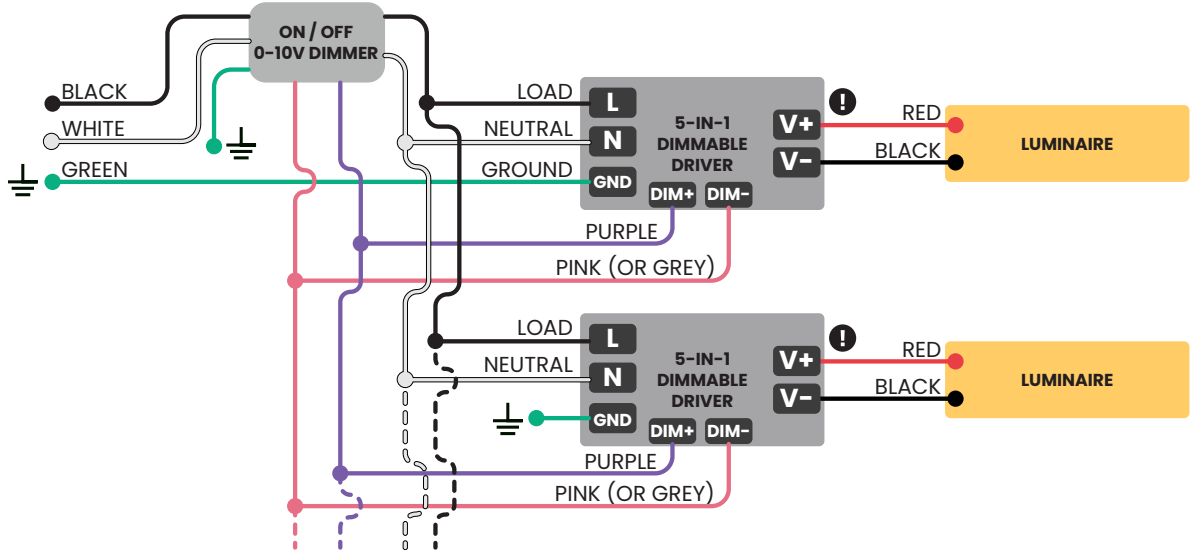 ON / OFF
0-10V DIMMER
BLACK
WHITE
GREEN
LOAD
NEUTRAL
GROUND
L
N
GND
5-IN-1
DIMMABLE
DRIVER
DIM+
DIM-
V+
V-
!
RED
BLACK
LUMINAIRE
PURPLE
PINK (OR GREY)
LOAD
NEUTRAL
L
N
GND
5-IN-1
DIMMABLE
DRIVER
DIM+
DIM-
V+
V-
!
RED
BLACK
LUMINAIRE
PURPLE
PINK (OR GREY)